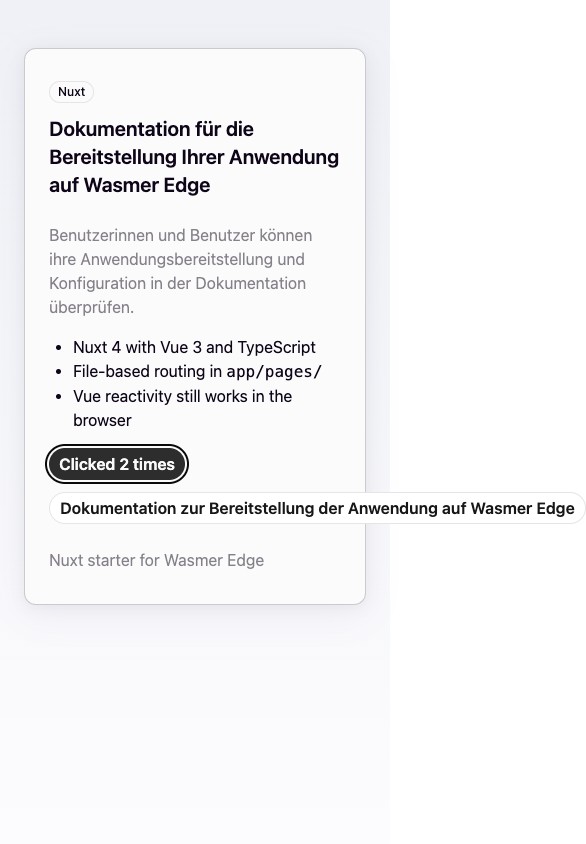 Nuxt
Dokumentation für die
Bereitstellung Ihrer Anwendung
auf Wasmer Edge
Benutzerinnen und Benutzer können
ihre Anwendungsbereitstellung und
Konfiguration in der Dokumentation
überprüfen.
• Nuxt 4 with Vue 3 and TypeScript
• File-based routing in app/pages/
• Vue reactivity still works in the
browser
Clicked 2 times
Dokumentation zur Bereitstellung der Anwendung auf Wasmer Edge
Nuxt starter for Wasmer Edge